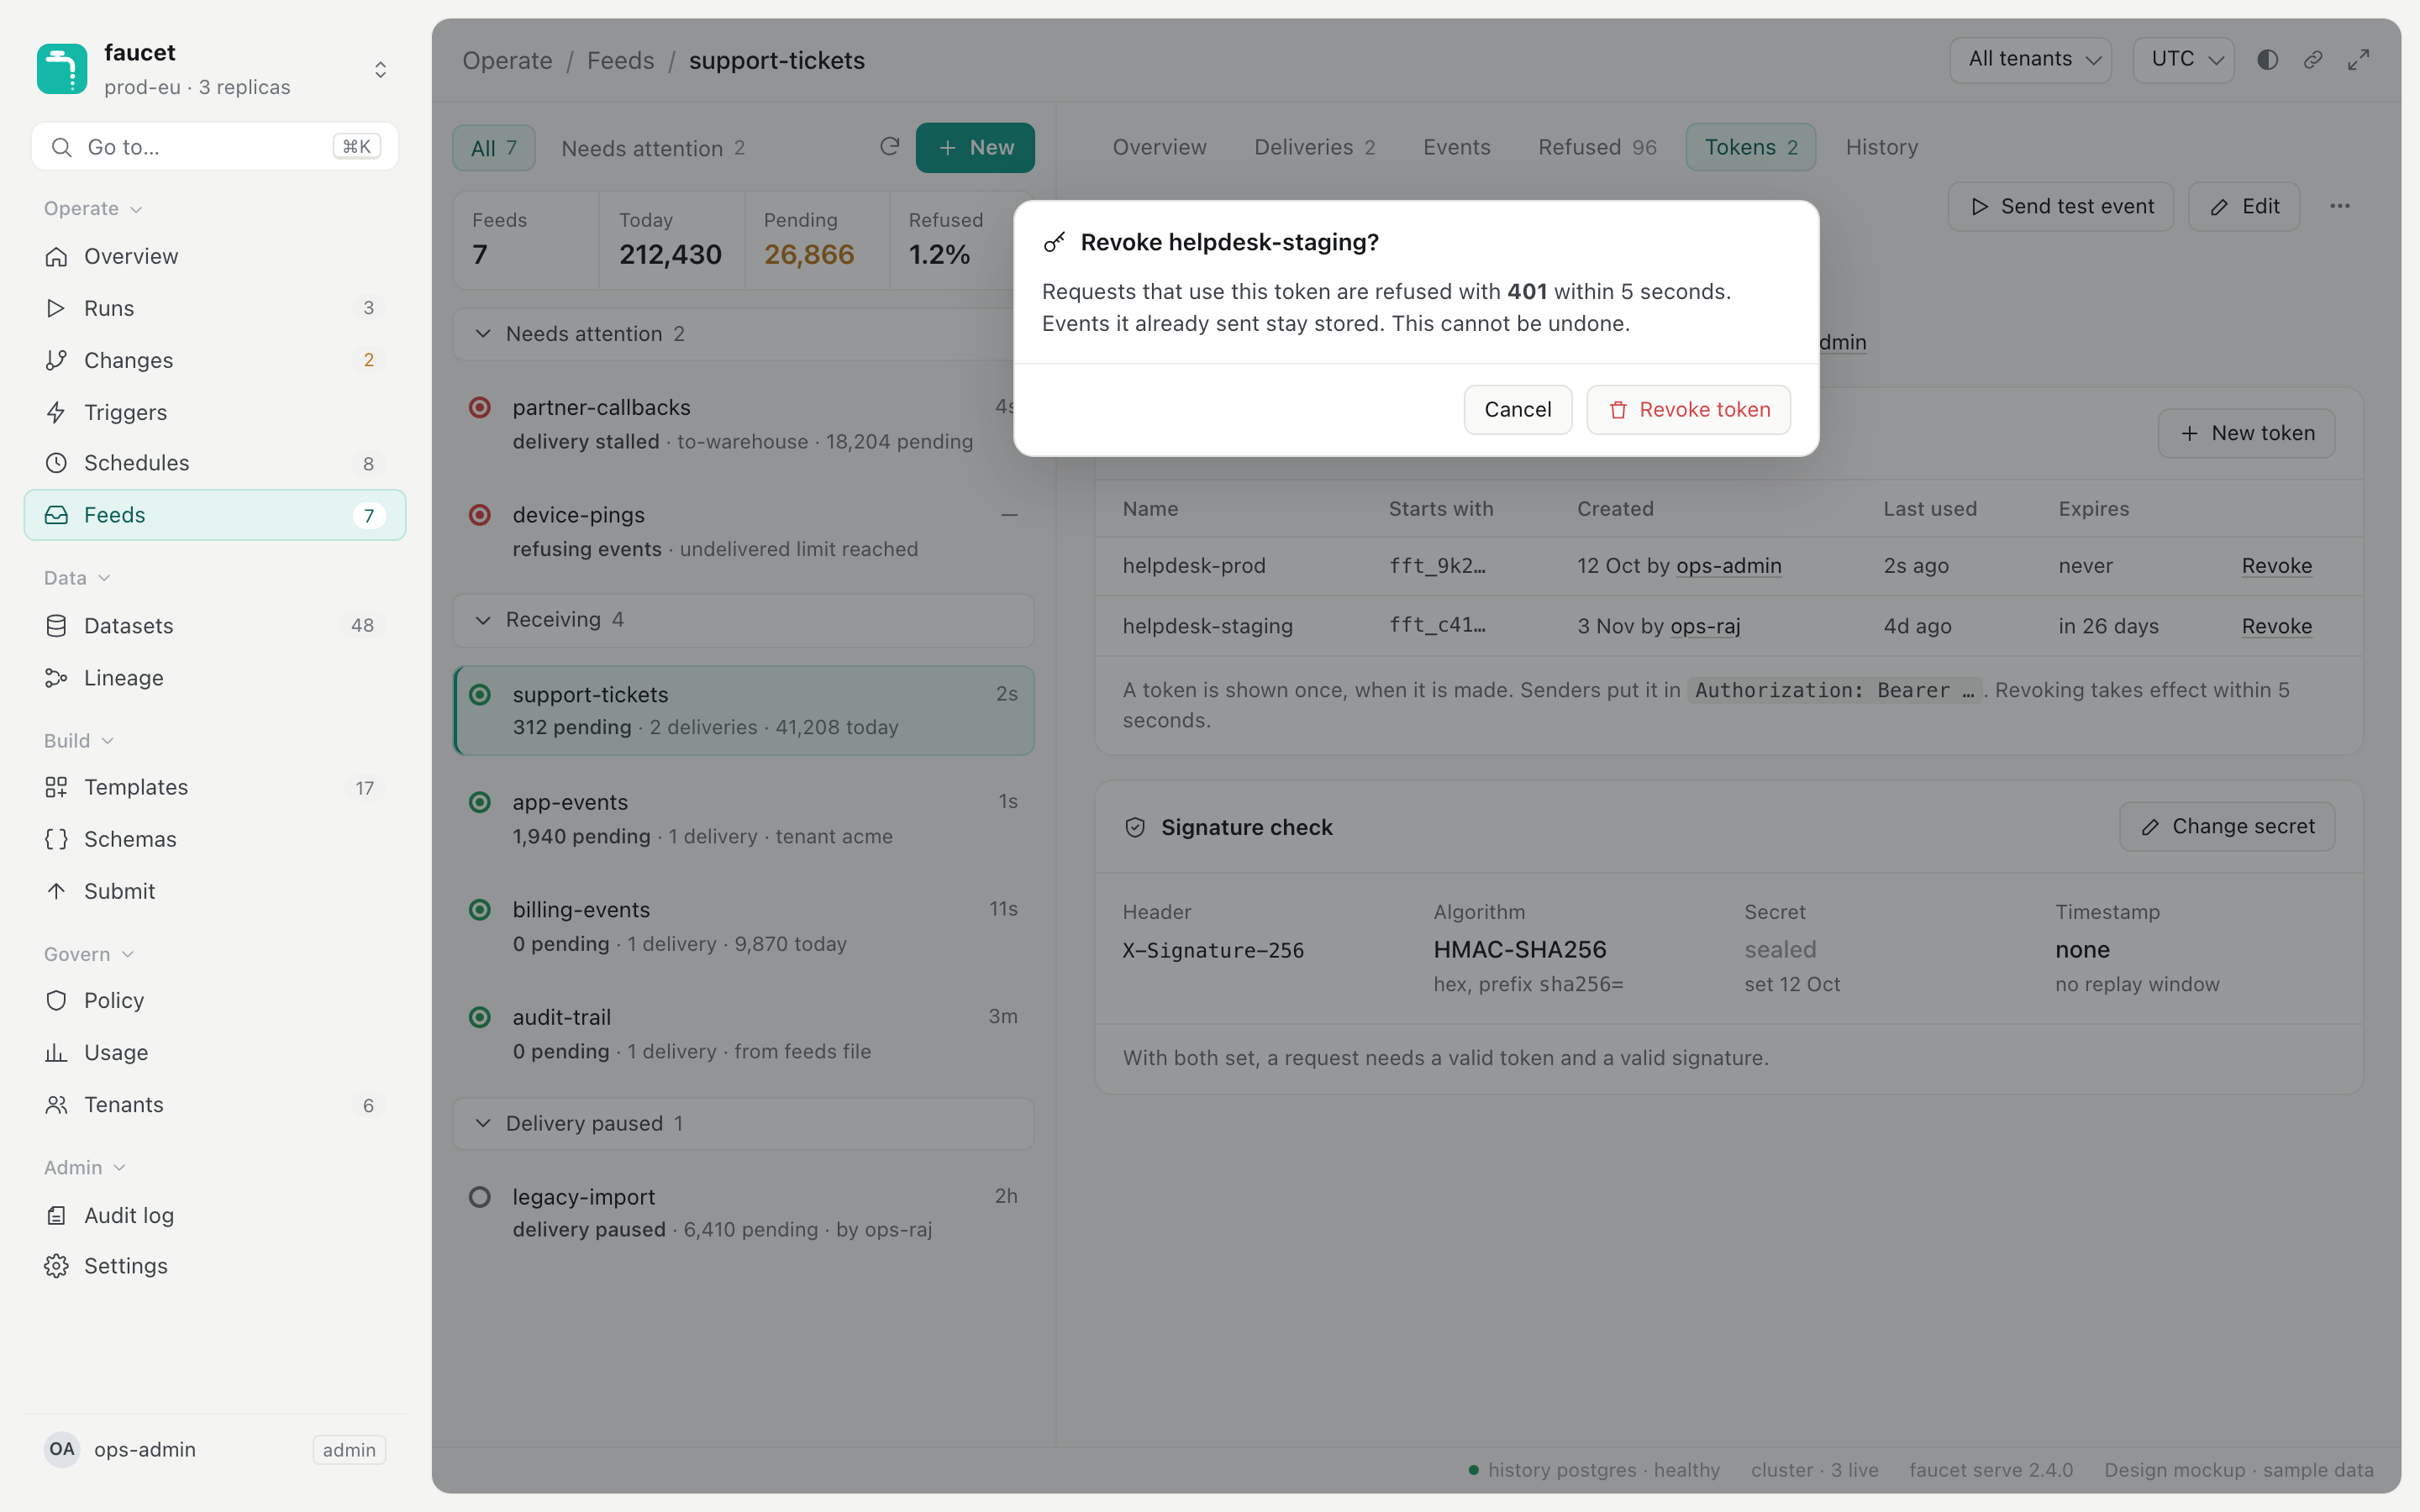 faucet
prod-eu · 3 replicas
Go to...
⌘K
Operate
Overview
Runs 3
Changes 2
Triggers
Schedules 8
Feeds 7
Data
Datasets 48
Lineage
Build
Templates 17
Schemas
Submit
Govern
Policy
Usage
Tenants 6
Admin
Audit log
Settings
OA ops-admin admin
Operate / Feeds / support-tickets
All tenants
UTC
All 7
Needs attention 2
New
Feeds
7
Today
212,430
Pending
26,866
Refused
1.2%
Needs attention 2
partner-callbacks 4s
delivery stalled · to-warehouse · 18,204 pending
device-pings —
refusing events · undelivered limit reached
Receiving 4
support-tickets 2s
312 pending · 2 deliveries · 41,208 today
app-events 1s
1,940 pending · 1 delivery · tenant acme
billing-events 11s
0 pending · 1 delivery · 9,870 today
audit-trail 3m
0 pending · 1 delivery · from feeds file
Delivery paused 1
legacy-import 2h
delivery paused · 6,410 pending · by ops-raj
Overview
Deliveries 2
Events
Refused 96
Tokens 2
History
Send test event
Edit
Revoke helpdesk-staging?
Requests that use this token are refused with 401 within 5 seconds.
Events it already sent stay stored. This cannot be undone.
Cancel
Revoke token
dmin
New token
Name Starts with Created Last used Expires
helpdesk-prod fft_9k2… 12 Oct by ops-admin 2s ago never Revoke
helpdesk-staging fft_c41… 3 Nov by ops-raj 4d ago in 26 days Revoke
A token is shown once, when it is made. Senders put it in Authorization: Bearer … . Revoking takes effect within 5
seconds.
Signature check
Change secret
Header Algorithm Secret Timestamp
X-Signature-256 HMAC-SHA256 sealed none
hex, prefix sha256= set 12 Oct no replay window
With both set, a request needs a valid token and a valid signature.
history postgres · healthy
cluster · 3 live
faucet serve 2.4.0
Design mockup · sample data